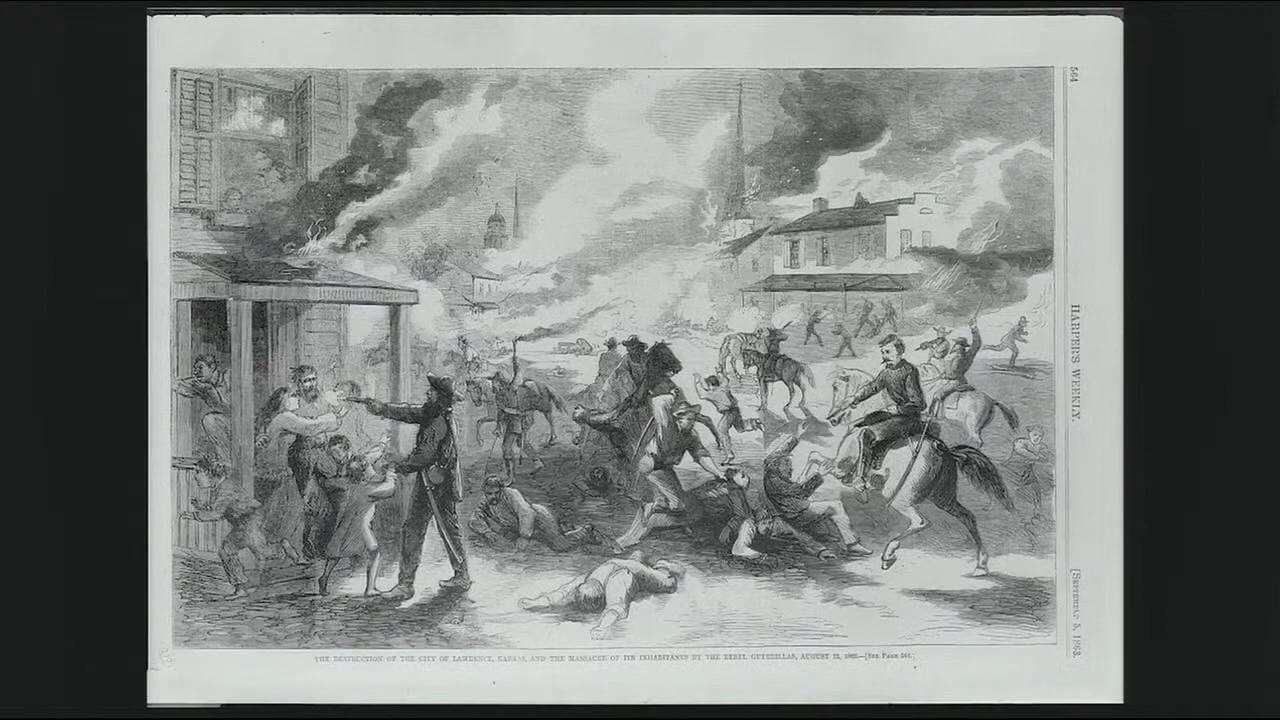 564
HARPER'S WEEKLY.
[SEPTEMBER 5, 1863.
THE DESTRUCTION OF THE CITY OF LAWRENCE, KANSAS, AND THE MASSACRE OF ITS INHABITANTS BY THE REBEL GUERRILLAS, AUGUST 21, 1863.—[SEE PAGE